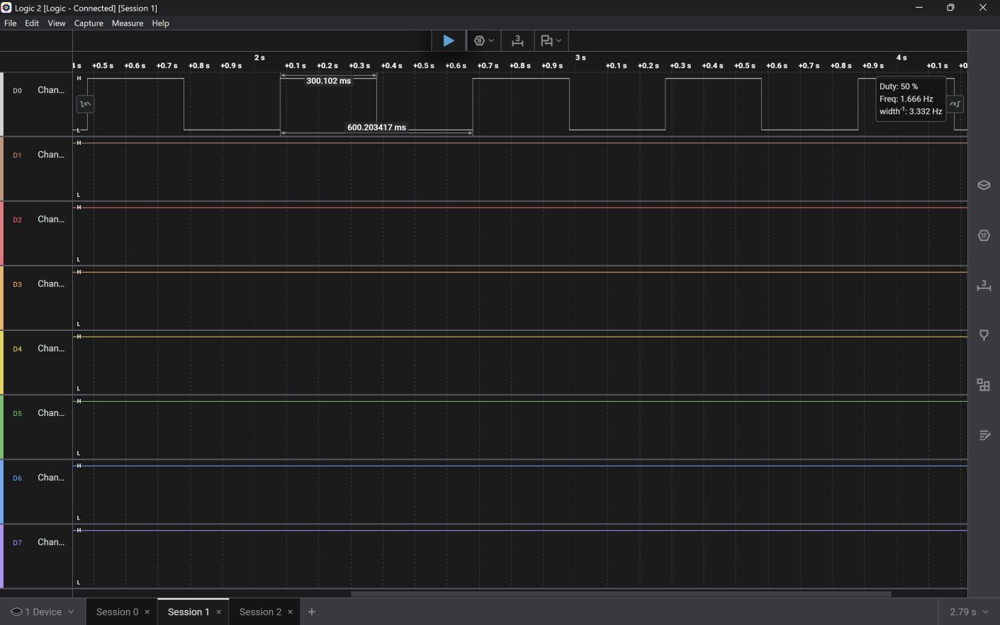 Logic 2 [Logic - Connected] [Session 1]
File Edit View Capture Measure Help
1F
3
2 s 3 s 4 s
4 s +0.5 s +0.6 s +0.7 s +0.8 s +0.9 s +0.1 s +0.2 s +0.3 s +0.4 s +0.5 s +0.6 s +0.7 s +0.8 s +0.9 s +0.1 s +0.2 s +0.3 s +0.4 s +0.5 s +0.6 s +0.7 s +0.8 s +0.9 s +0.1 s +0
H
300.102 ms
D0 Chan...
Duty: 50 %
Freq: 1.666 Hz
width⁻¹: 3.332 Hz
600.203417 ms
L
H
D1 Chan...
L
H
D2 Chan...
L
H
D3 Chan...
L
H
D4 Chan...
L
H
D5 Chan...
L
H
D6 Chan...
L
H
D7 Chan...
L
1F
3
1 Device Session 0 × Session 1 × Session 2 × + 2.79 s